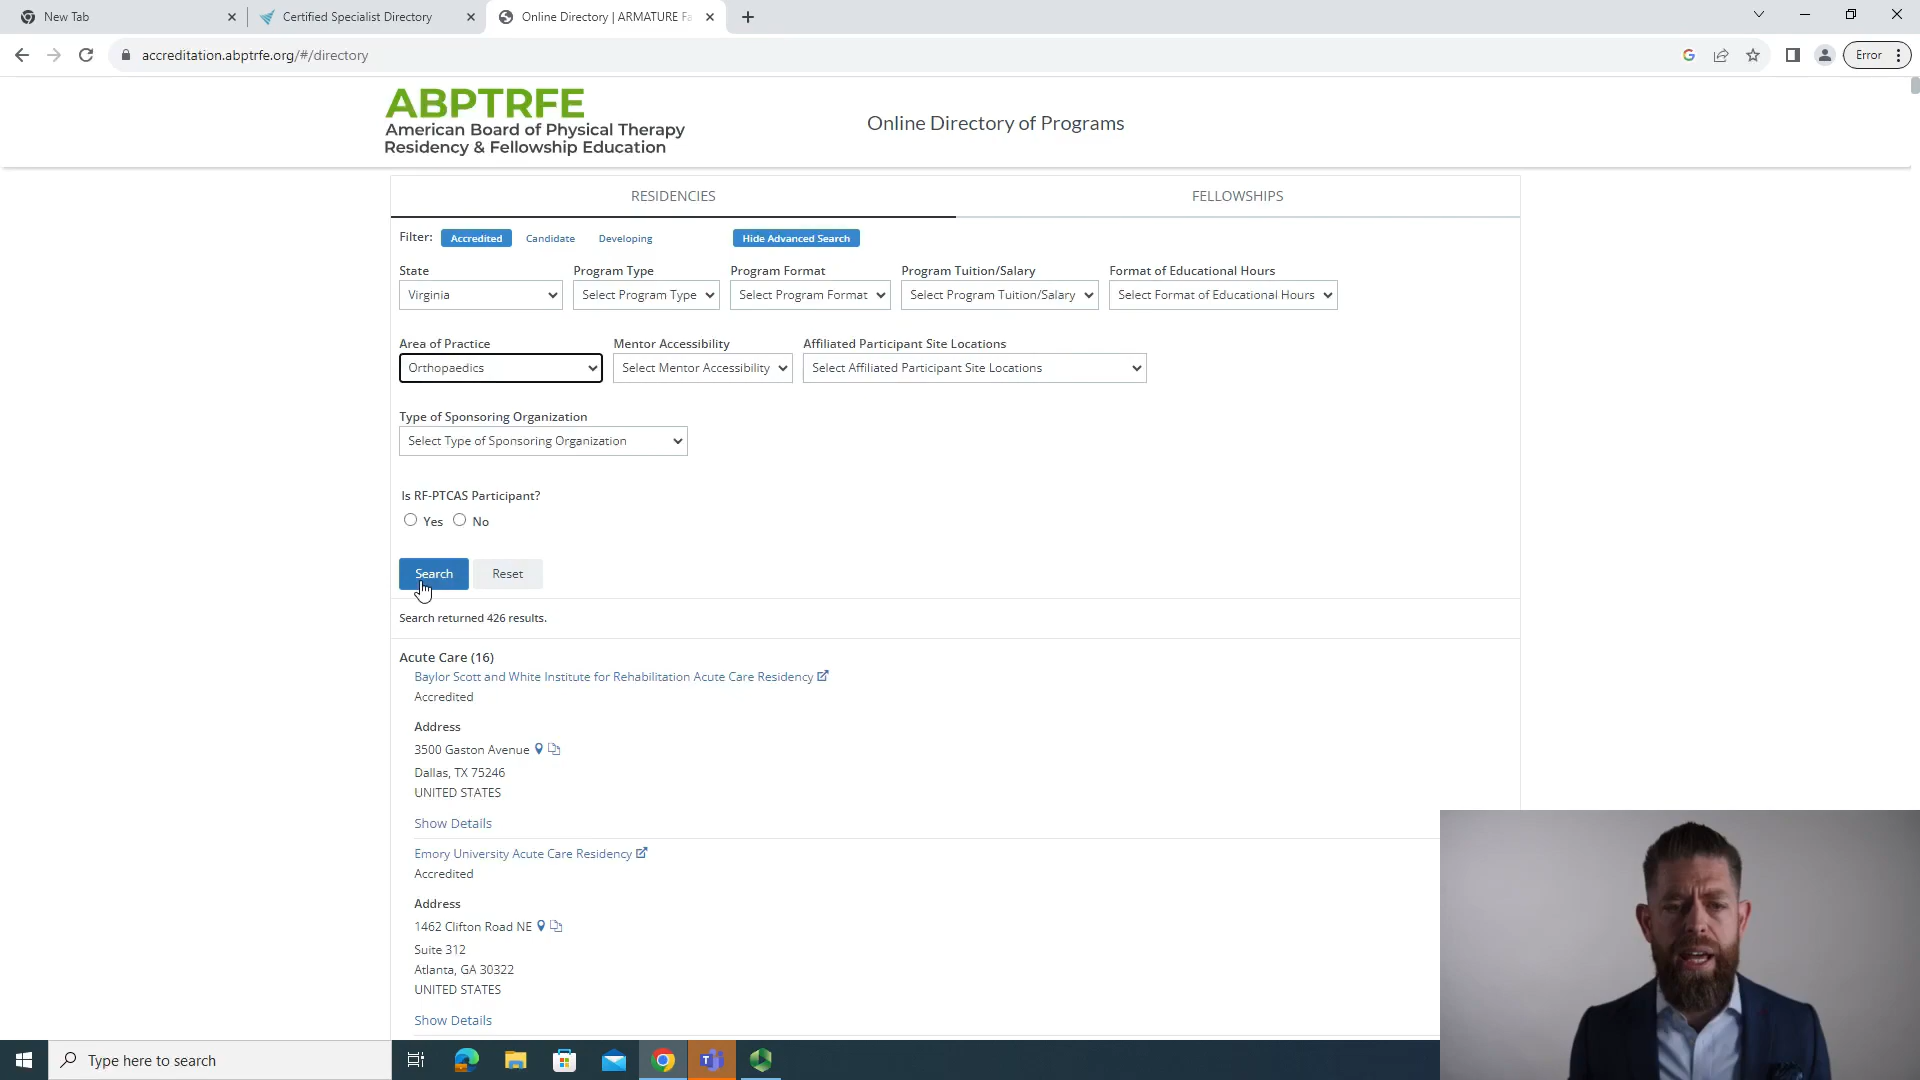 New Tab
Certified Specialist Directory
Online Directory | ARMATURE Fa
accreditation.abptrfe.org/#/directory
Error
ABPTRFE
American Board of Physical Therapy
Residency & Fellowship Education
Online Directory of Programs
RESIDENCIES
FELLOWSHIPS
Filter: Accredited Candidate Developing Hide Advanced Search
State Program Type Program Format Program Tuition/Salary Format of Educational Hours
Virginia Select Program Type Select Program Format Select Program Tuition/Salary Select Format of Educational Hours
Area of Practice Mentor Accessibility Affiliated Participant Site Locations
Orthopaedics Select Mentor Accessibility Select Affiliated Participant Site Locations
Type of Sponsoring Organization
Select Type of Sponsoring Organization
Is RF-PTCAS Participant?
Yes No
Search Reset
Search returned 426 results.
Acute Care (16)
Baylor Scott and White Institute for Rehabilitation Acute Care Residency
Accredited
Address
3500 Gaston Avenue
Dallas, TX 75246
UNITED STATES
Show Details
Emory University Acute Care Residency
Accredited
Address
1462 Clifton Road NE
Suite 312
Atlanta, GA 30322
UNITED STATES
Show Details
Type here to search